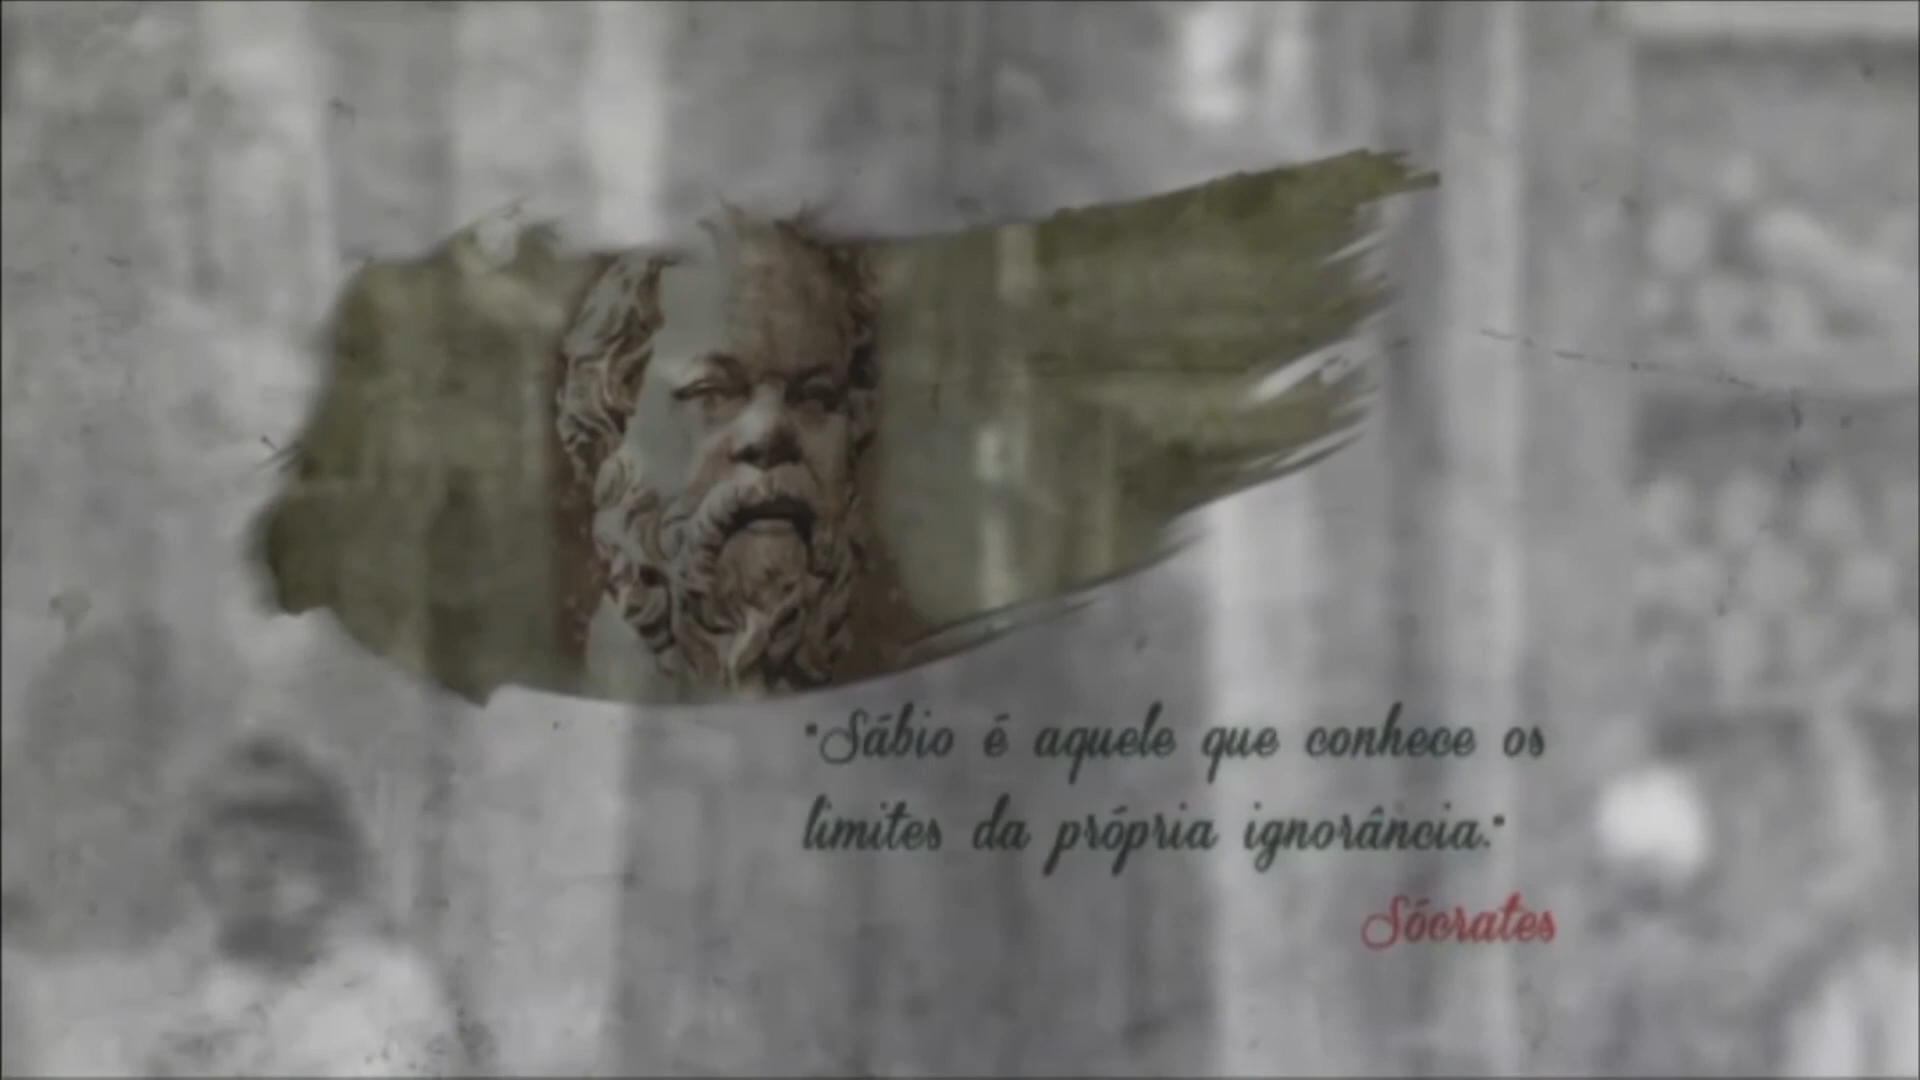 "Sábio é aquele que conhece os
limites da própria ignorância."
Sócrates